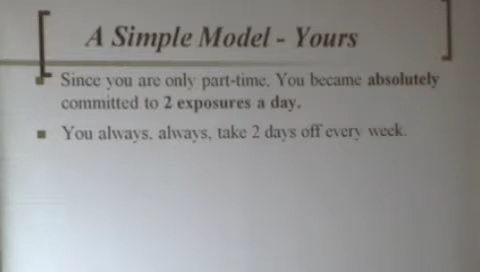 A Simple Model - Yours
Since you are only part-time, You became absolutely
committed to 2 exposures a day.
You always, always, take 2 days off every week.